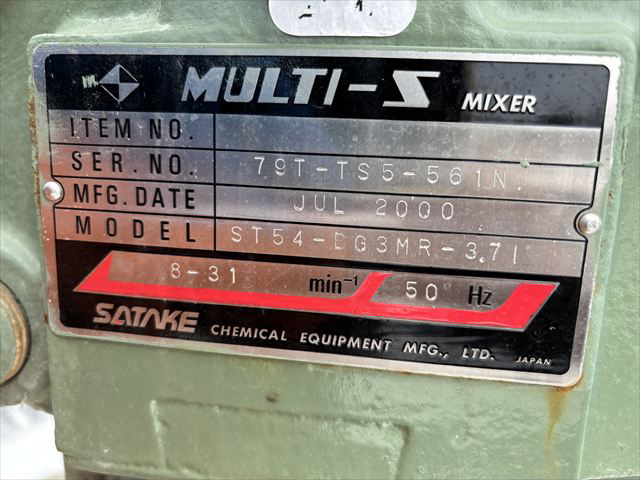 MULTI-S MIXER
ITEM NO.
SER. NO. 79T-TS5-561N
MFG. DATE JUL 2000
MODEL ST54-DG3MR-3.7I
8-31 min⁻¹ 50 Hz
SATAKE CHEMICAL EQUIPMENT MFG., LTD. JAPAN